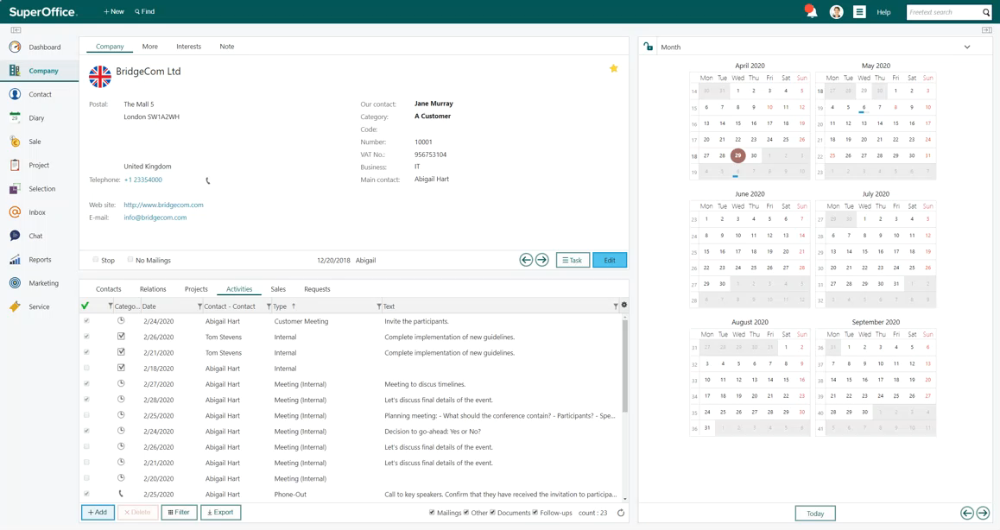 SuperOffice. + New Find Help Freetext search
Dashboard
Company
Contact
Diary
29
Sale
Project
Selection
Inbox
Chat
Reports
Marketing
Service
Company More Interests Note
BridgeCom Ltd
Postal: The Mall 5
London SW1A2WH
United Kingdom
Telephone: +1 23354000
Web site: http://www.bridgecom.com
E-mail: info@bridgecom.com
Our contact: Jane Murray
Category: A Customer
Code:
Number: 10001
VAT No.: 956753104
Business: IT
Main contact: Abigail Hart
Stop No Mailings 12/20/2018 Abigail Task Edit
Contacts Relations Projects Activities Sales Requests
Catego... Date Contact - Contact Type ↑ Text
2/24/2020 Abigail Hart Customer Meeting Invite the participants.
2/26/2020 Tom Stevens Internal Complete implementation of new guidelines.
2/21/2020 Tom Stevens Internal Complete implementation of new guidelines.
2/18/2020 Abigail Hart Internal
2/27/2020 Abigail Hart Meeting (Internal) Meeting to discus timelines.
2/28/2020 Abigail Hart Meeting (Internal) Let's discuss final details of the event.
2/25/2020 Abigail Hart Meeting (Internal) Planning meeting: - What should the conference contain? - Participants? - Spe...
2/24/2020 Abigail Hart Meeting (Internal) Decision to go-ahead: Yes or No?
2/26/2020 Abigail Hart Meeting (Internal) Let's discuss final details of the event.
2/21/2020 Abigail Hart Meeting (Internal) Let's discuss final details of the event.
2/20/2020 Abigail Hart Meeting (Internal)
2/25/2020 Abigail Hart Phone-Out Call to key speakers. Confirm that they have received the invitation to participa...
+ Add × Delete Filter Export Mailings Other Documents Follow-ups count : 23
Month
April 2020
Mon Tue Wed Thu Fri Sat Sun
14 30 31 1 2 3 4 5
15 6 7 8 9 10 11 12
16 13 14 15 16 17 18 19
17 20 21 22 23 24 25 26
18 27 28 29 30 1 2 3
19 4 5 6 7 8 9 10
May 2020
Mon Tue Wed Thu Fri Sat Sun
18 27 28 29 30 1 2 3
19 4 5 6 7 8 9 10
20 11 12 13 14 15 16 17
21 18 19 20 21 22 23 24
22 25 26 27 28 29 30 31
23 1 2 3 4 5 6 7
June 2020
Mon Tue Wed Thu Fri Sat Sun
23 1 2 3 4 5 6 7
24 8 9 10 11 12 13 14
25 15 16 17 18 19 20 21
26 22 23 24 25 26 27 28
27 29 30 1 2 3 4 5
28 6 7 8 9 10 11 12
July 2020
Mon Tue Wed Thu Fri Sat Sun
27 29 30 1 2 3 4 5
28 6 7 8 9 10 11 12
29 13 14 15 16 17 18 19
30 20 21 22 23 24 25 26
31 27 28 29 30 31 1 2
32 3 4 5 6 7 8 9
August 2020
Mon Tue Wed Thu Fri Sat Sun
31 27 28 29 30 31 1 2
32 3 4 5 6 7 8 9
33 10 11 12 13 14 15 16
34 17 18 19 20 21 22 23
35 24 25 26 27 28 29 30
36 31 1 2 3 4 5 6
September 2020
Mon Tue Wed Thu Fri Sat Sun
36 31 1 2 3 4 5 6
37 7 8 9 10 11 12 13
38 14 15 16 17 18 19 20
39 21 22 23 24 25 26 27
40 28 29 30 1 2 3 4
41 5 6 7 8 9 10 11
Today